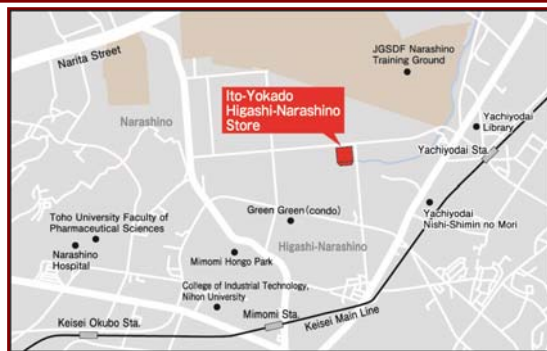 Narita Street
JGSDF Narashino
Training Ground
Ito-Yokado
Higashi-Narashino
Store
Narashino
Yachiyodai
Library
Yachiyodai Sta.
Toho University Faculty of
Pharmaceutical Sciences
Narashino
Hospital
Green Green(condo)
Yachiyodai
Nishi-Shimin no Mori
Higashi-Narashino
Mimomi Hongo Park
College of Industrial Technology,
Nihon University
Mimomi Sta.
Keisei Main Line
Keisei Okubo Sta.